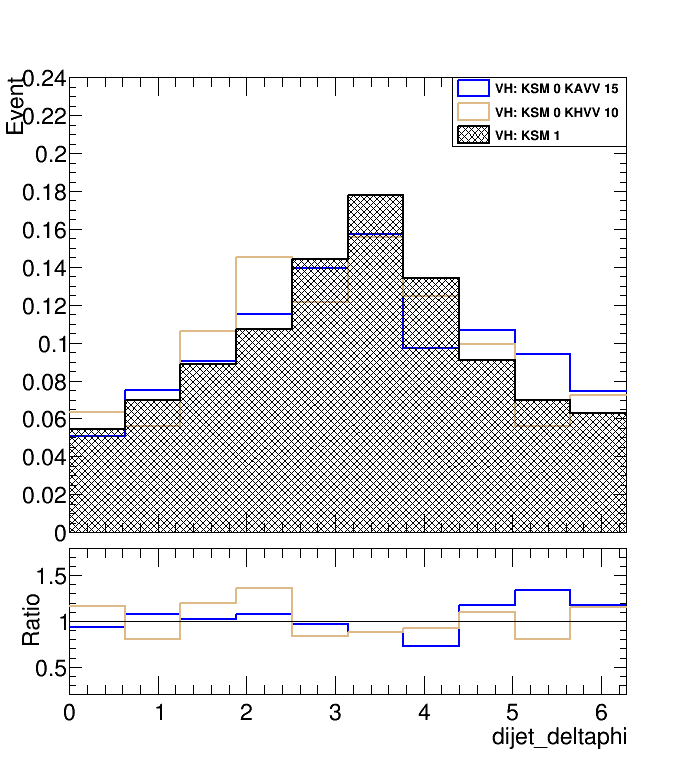 Event
0.24
0.22
0.2
0.18
0.16
0.14
0.12
0.1
0.08
0.06
0.04
0.02
0
VH: KSM 0 KAVV 15
VH: KSM 0 KHVV 10
VH: KSM 1
Ratio
1.5
1
0.5
0 1 2 3 4 5 6
dijet_deltaphi